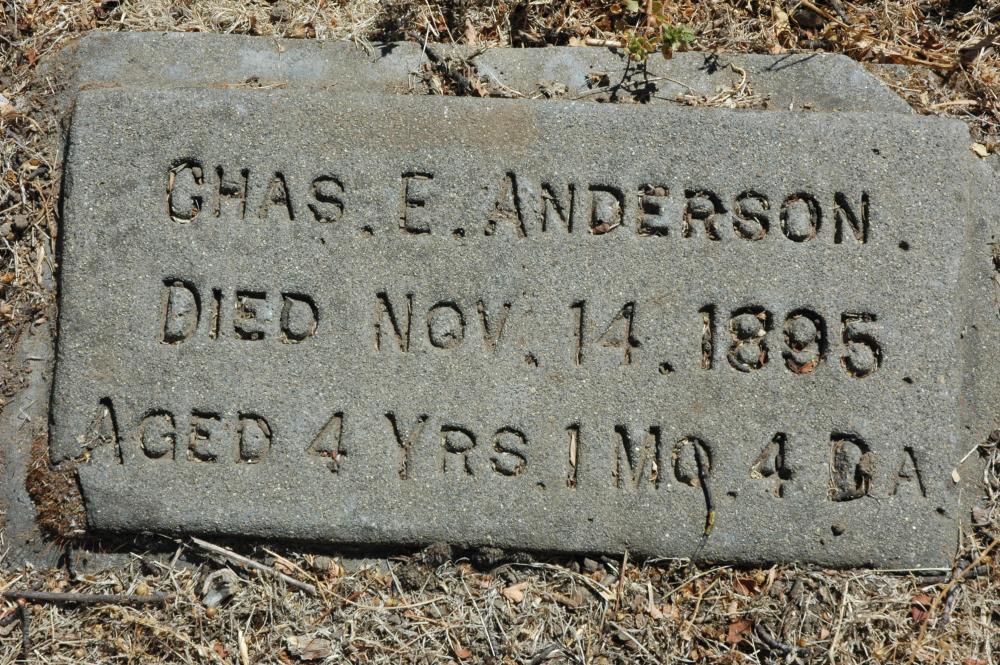 CHAS. E. ANDERSON.
DIED NOV. 14. 1895.
AGED 4 YRS. 1 MO. 4 DA